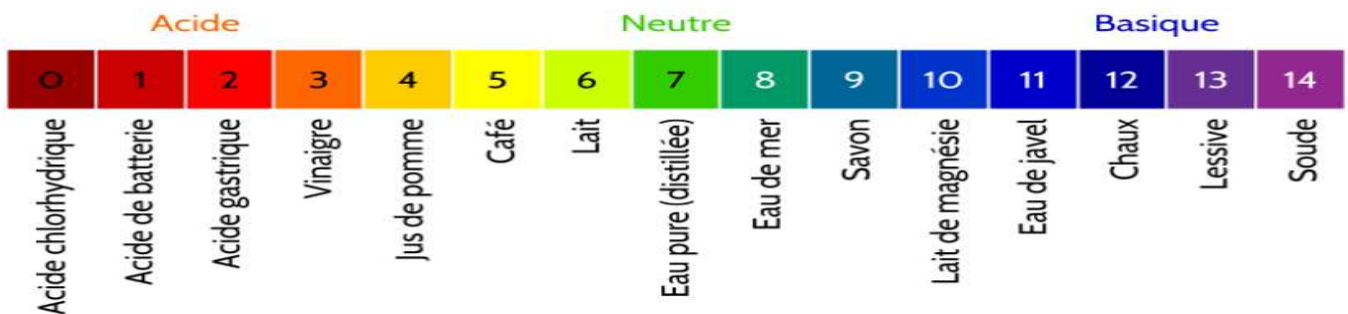 Acide Neutre Basique
0 1 2 3 4 5 6 7 8 9 10 11 12 13 14
Acide chlorhydrique
Acide de batterie
Acide gastrique
Vinaigre
Jus de pomme
Café
Lait
Eau pure (distillée)
Eau de mer
Savon
Lait de magnésie
Eau de javel
Chaux
Lessive
Soude